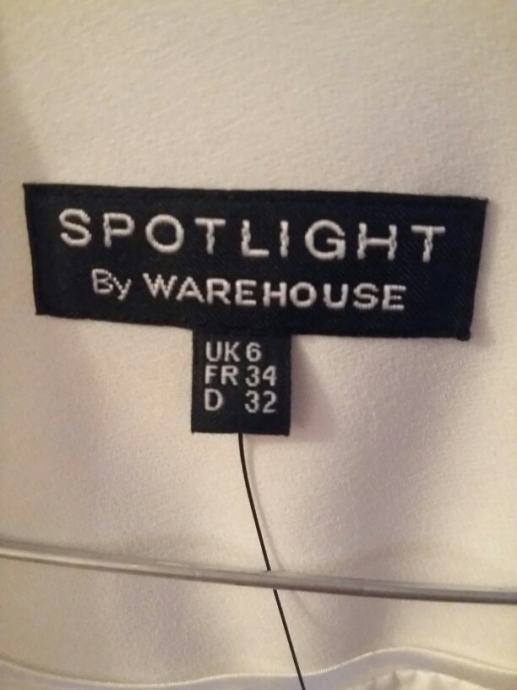 SPOTLIGHT
By WAREHOUSE
UK 6
FR 34
D 32